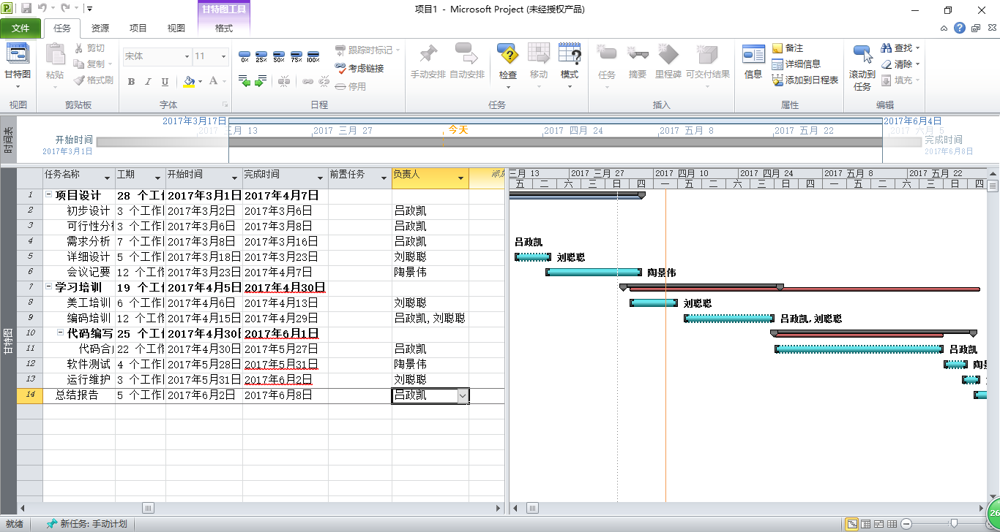 甘特图工具
项目1 - Microsoft Project (未经授权产品)
文件 任务 资源 项目 视图 格式
甘特图 粘贴 剪切 复制 格式刷
宋体 11
B I U A
0% 25% 50% 75% 100%
跟踪时标记 考虑链接 停用
手动安排 自动安排 检查 移动 模式
任务 摘要 里程碑 可交付结果
信息 备注 详细信息 添加到日程表
滚动到任务 查找 清除 填充
视图 剪贴板 字体 日程 任务 插入 属性 编辑
时间表
2017年3月17日 2017年6月4日
2017 三月 13 2017 三月 27 今天 2017 四月 24 2017 五月 8 2017 五月 22 2017 六月 5
开始时间 2017年3月1日
完成时间 2017年6月8日
任务名称 工期 开始时间 完成时间 前置任务 负责人
三月 13 2017 三月 27 2017 四月 10 2017 四月 24 2017 五月 8 2017 五月 22
五 二 六 三 日 四 一 五 二 六 三 日 四 一 五 二 六 三 日 四
甘特图
1 项目设计 28 个工 2017年3月1日 2017年4月7日
2 初步设计 3 个工作 2017年3月2日 2017年3月6日 吕政凯
3 可行性分 3 个工作 2017年3月6日 2017年3月8日 吕政凯
4 需求分析 7 个工作 2017年3月8日 2017年3月16日 吕政凯 吕政凯
5 详细设计 5 个工作 2017年3月18日 2017年3月23日 刘聪聪 刘聪聪
6 会议记要 12 个工作 2017年3月23日 2017年4月7日 陶景伟 陶景伟
7 学习培训 19 个工 2017年4月5日 2017年4月30日
8 美工培训 6 个工作 2017年4月6日 2017年4月13日 刘聪聪 刘聪聪
9 编码培训 12 个工作 2017年4月15日 2017年4月29日 吕政凯,刘聪聪 吕政凯,刘聪聪
10 代码编写 25 个工 2017年4月30日 2017年6月1日
11 代码合 22 个工作 2017年4月30日 2017年5月27日 吕政凯 吕政凯
12 软件测试 4 个工作 2017年5月28日 2017年5月31日 陶景伟 陶
13 运行维护 3 个工作 2017年5月31日 2017年6月2日 刘聪聪
14 总结报告 5 个工作 2017年6月2日 2017年6月8日 吕政凯
就绪 新任务: 手动计划
26